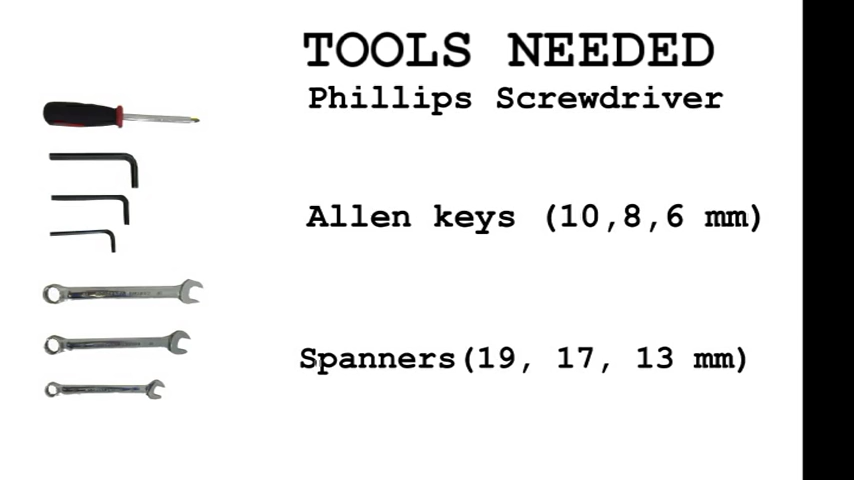 TOOLS NEEDED
Phillips Screwdriver
Allen keys (10,8,6 mm)
Spanners(19, 17, 13 mm)